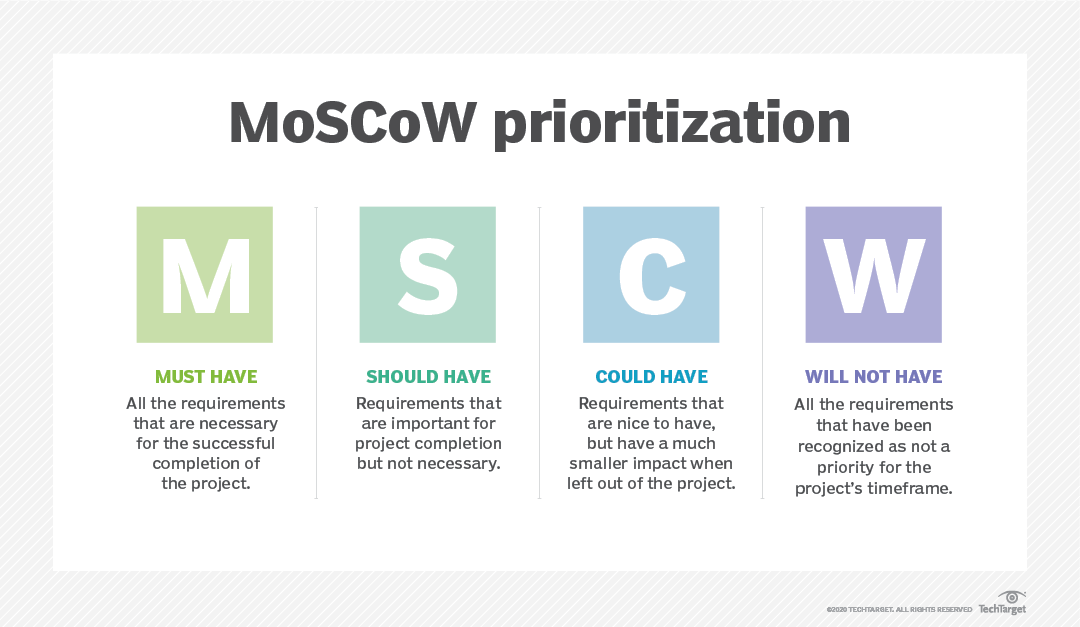 MoSCoW prioritization
M
MUST HAVE
All the requirements
that are necessary
for the successful
completion of
the project.
S
SHOULD HAVE
Requirements that
are important for
project completion
but not necessary.
C
COULD HAVE
Requirements that
are nice to have,
but have a much
smaller impact when
left out of the project.
W
WILL NOT HAVE
All the requirements
that have been
recognized as not a
priority for the
project's timeframe.
©2020 TECHTARGET. ALL RIGHTS RESERVED
TechTarget